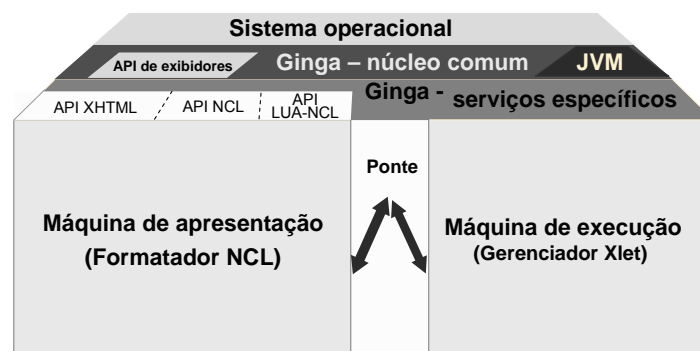 Sistema operacional
API de exibidores
Ginga – núcleo comum
JVM
Ginga - serviços específicos
API XHTML
API NCL
API
LUA-NCL
Ponte
Máquina de apresentação
(Formatador NCL)
Máquina de execução
(Gerenciador Xlet)